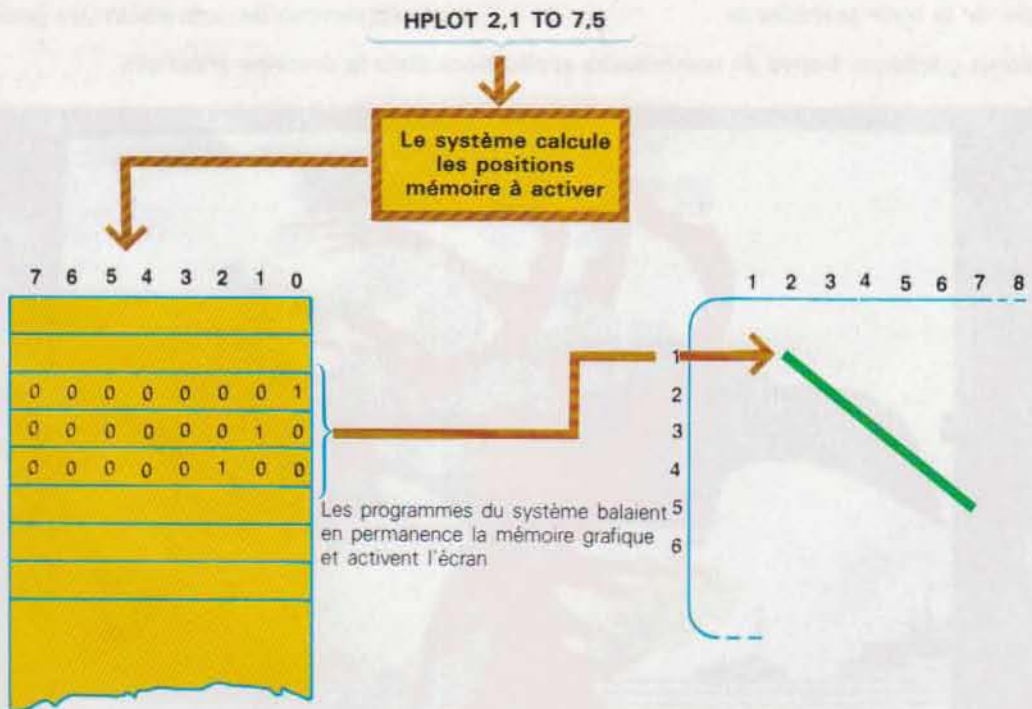 HPLOT 2,1 TO 7,5
Le système calcule
les positions
mémoire à activer
7 6 5 4 3 2 1 0
0 0 0 0 0 0 0 1
0 0 0 0 0 0 1 0
0 0 0 0 0 1 0 0
Les programmes du système balaient
en permanence la mémoire grafique
et activent l'écran
1 2 3 4 5 6 7 8
1
2
3
4
5
6